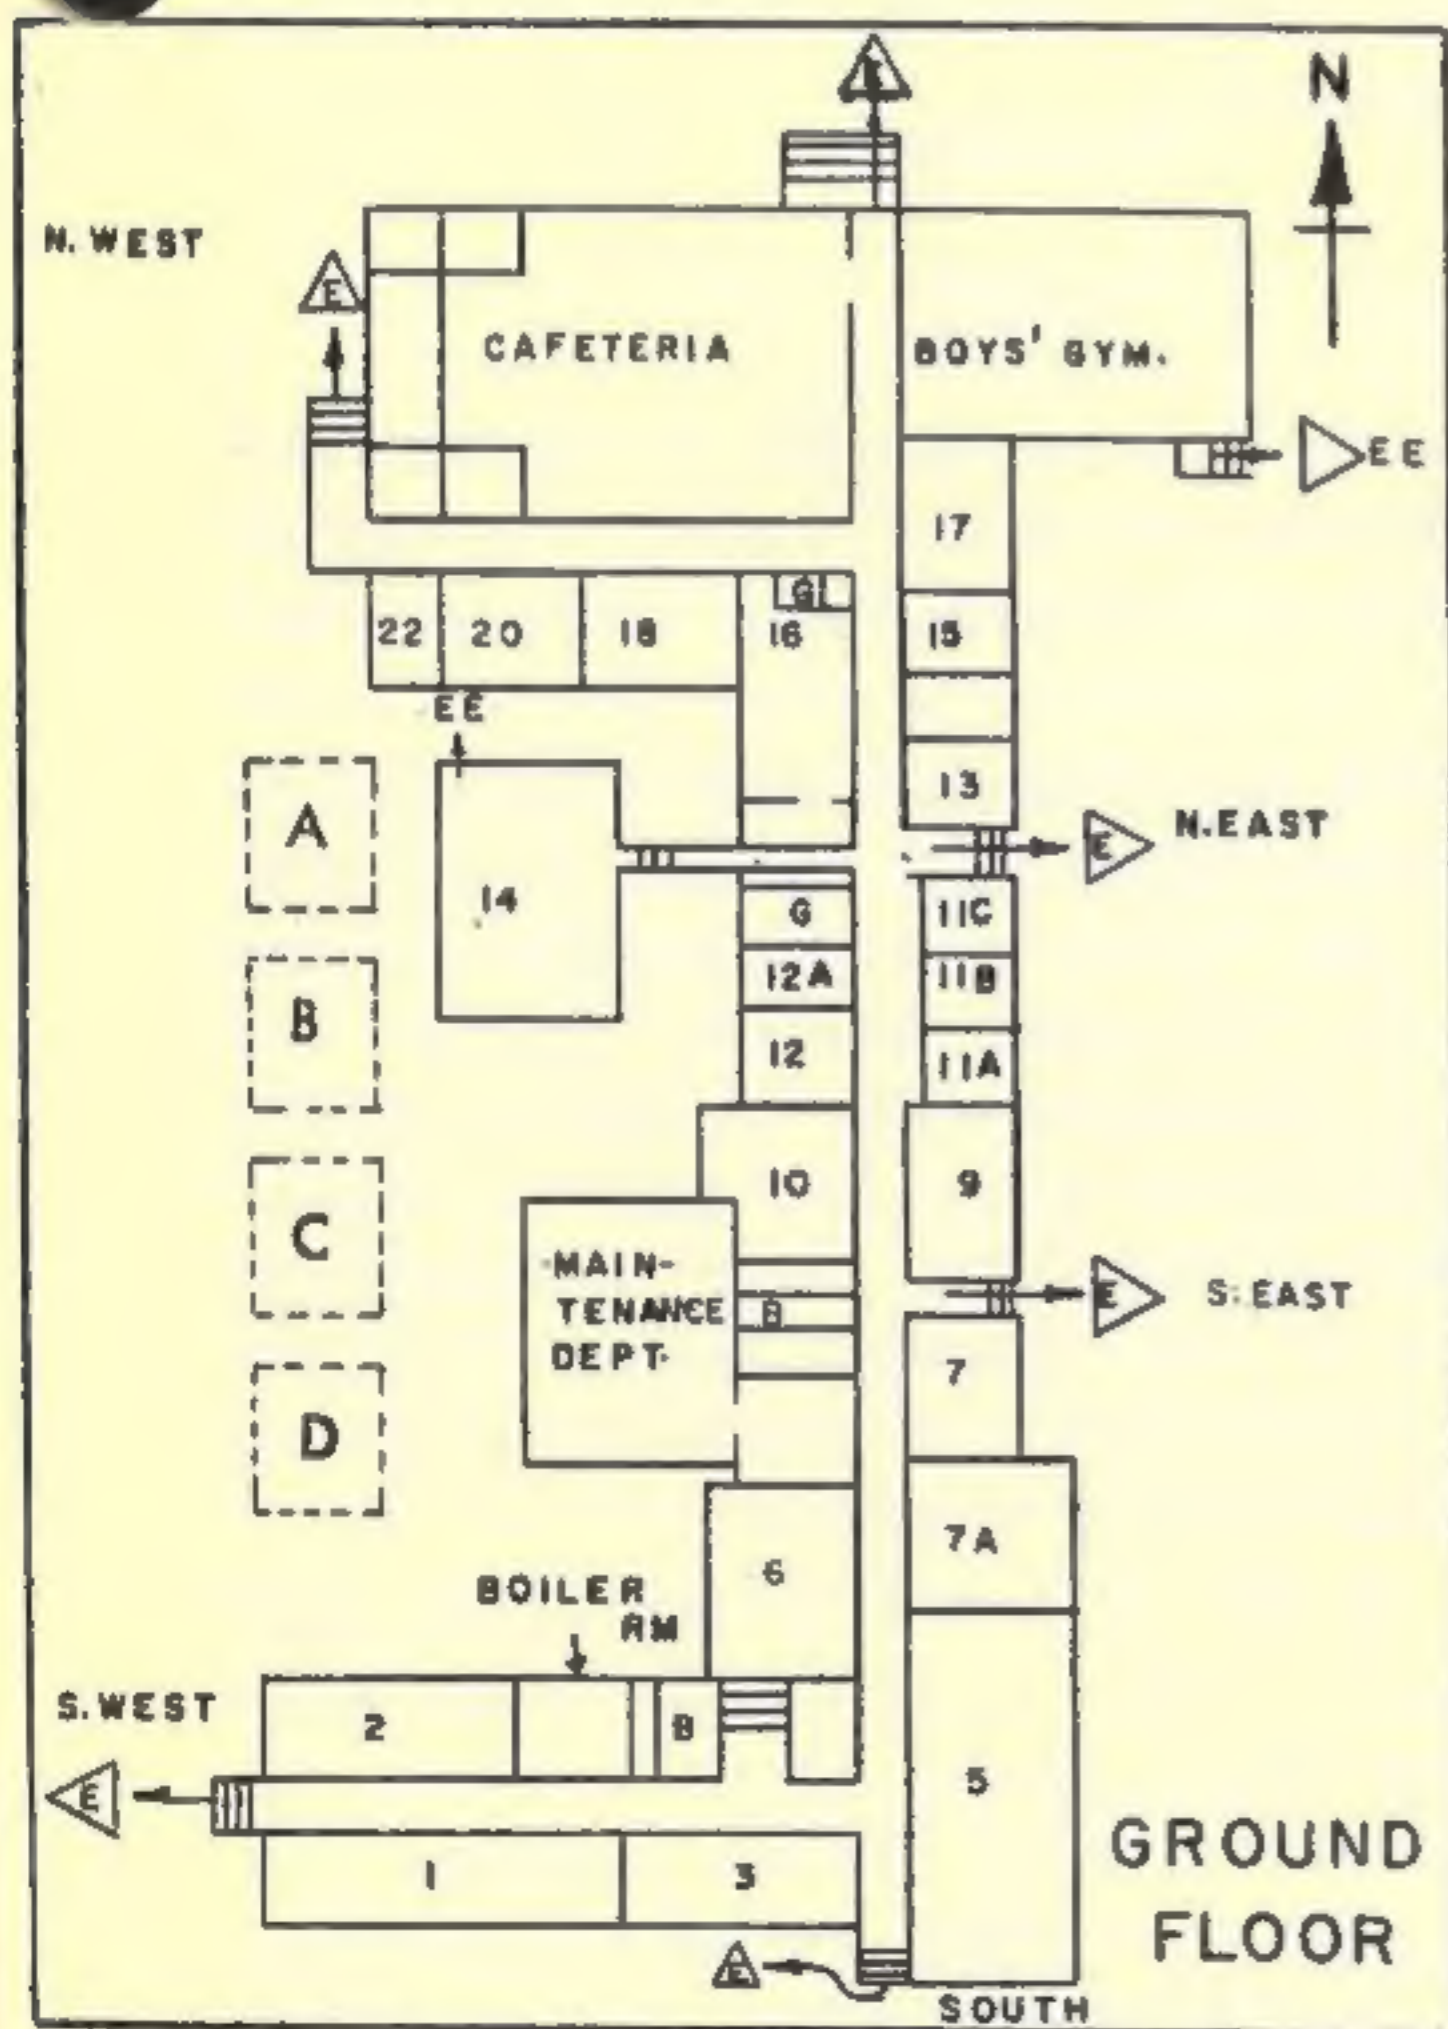 N
N. WEST
E
CAFETERIA
BOYS' GYM.
EE
17
G
22
20
18
16
15
EE
13
A
N. EAST
E
14
G
11C
B
12A
11B
12
11A
C
10
9
MAIN-
TENANCE
DEPT.
B
E
S. EAST
7
D
7A
6
BOILER
RM
S. WEST
2
B
E
5
1
3
GROUND
FLOOR
E
SOUTH